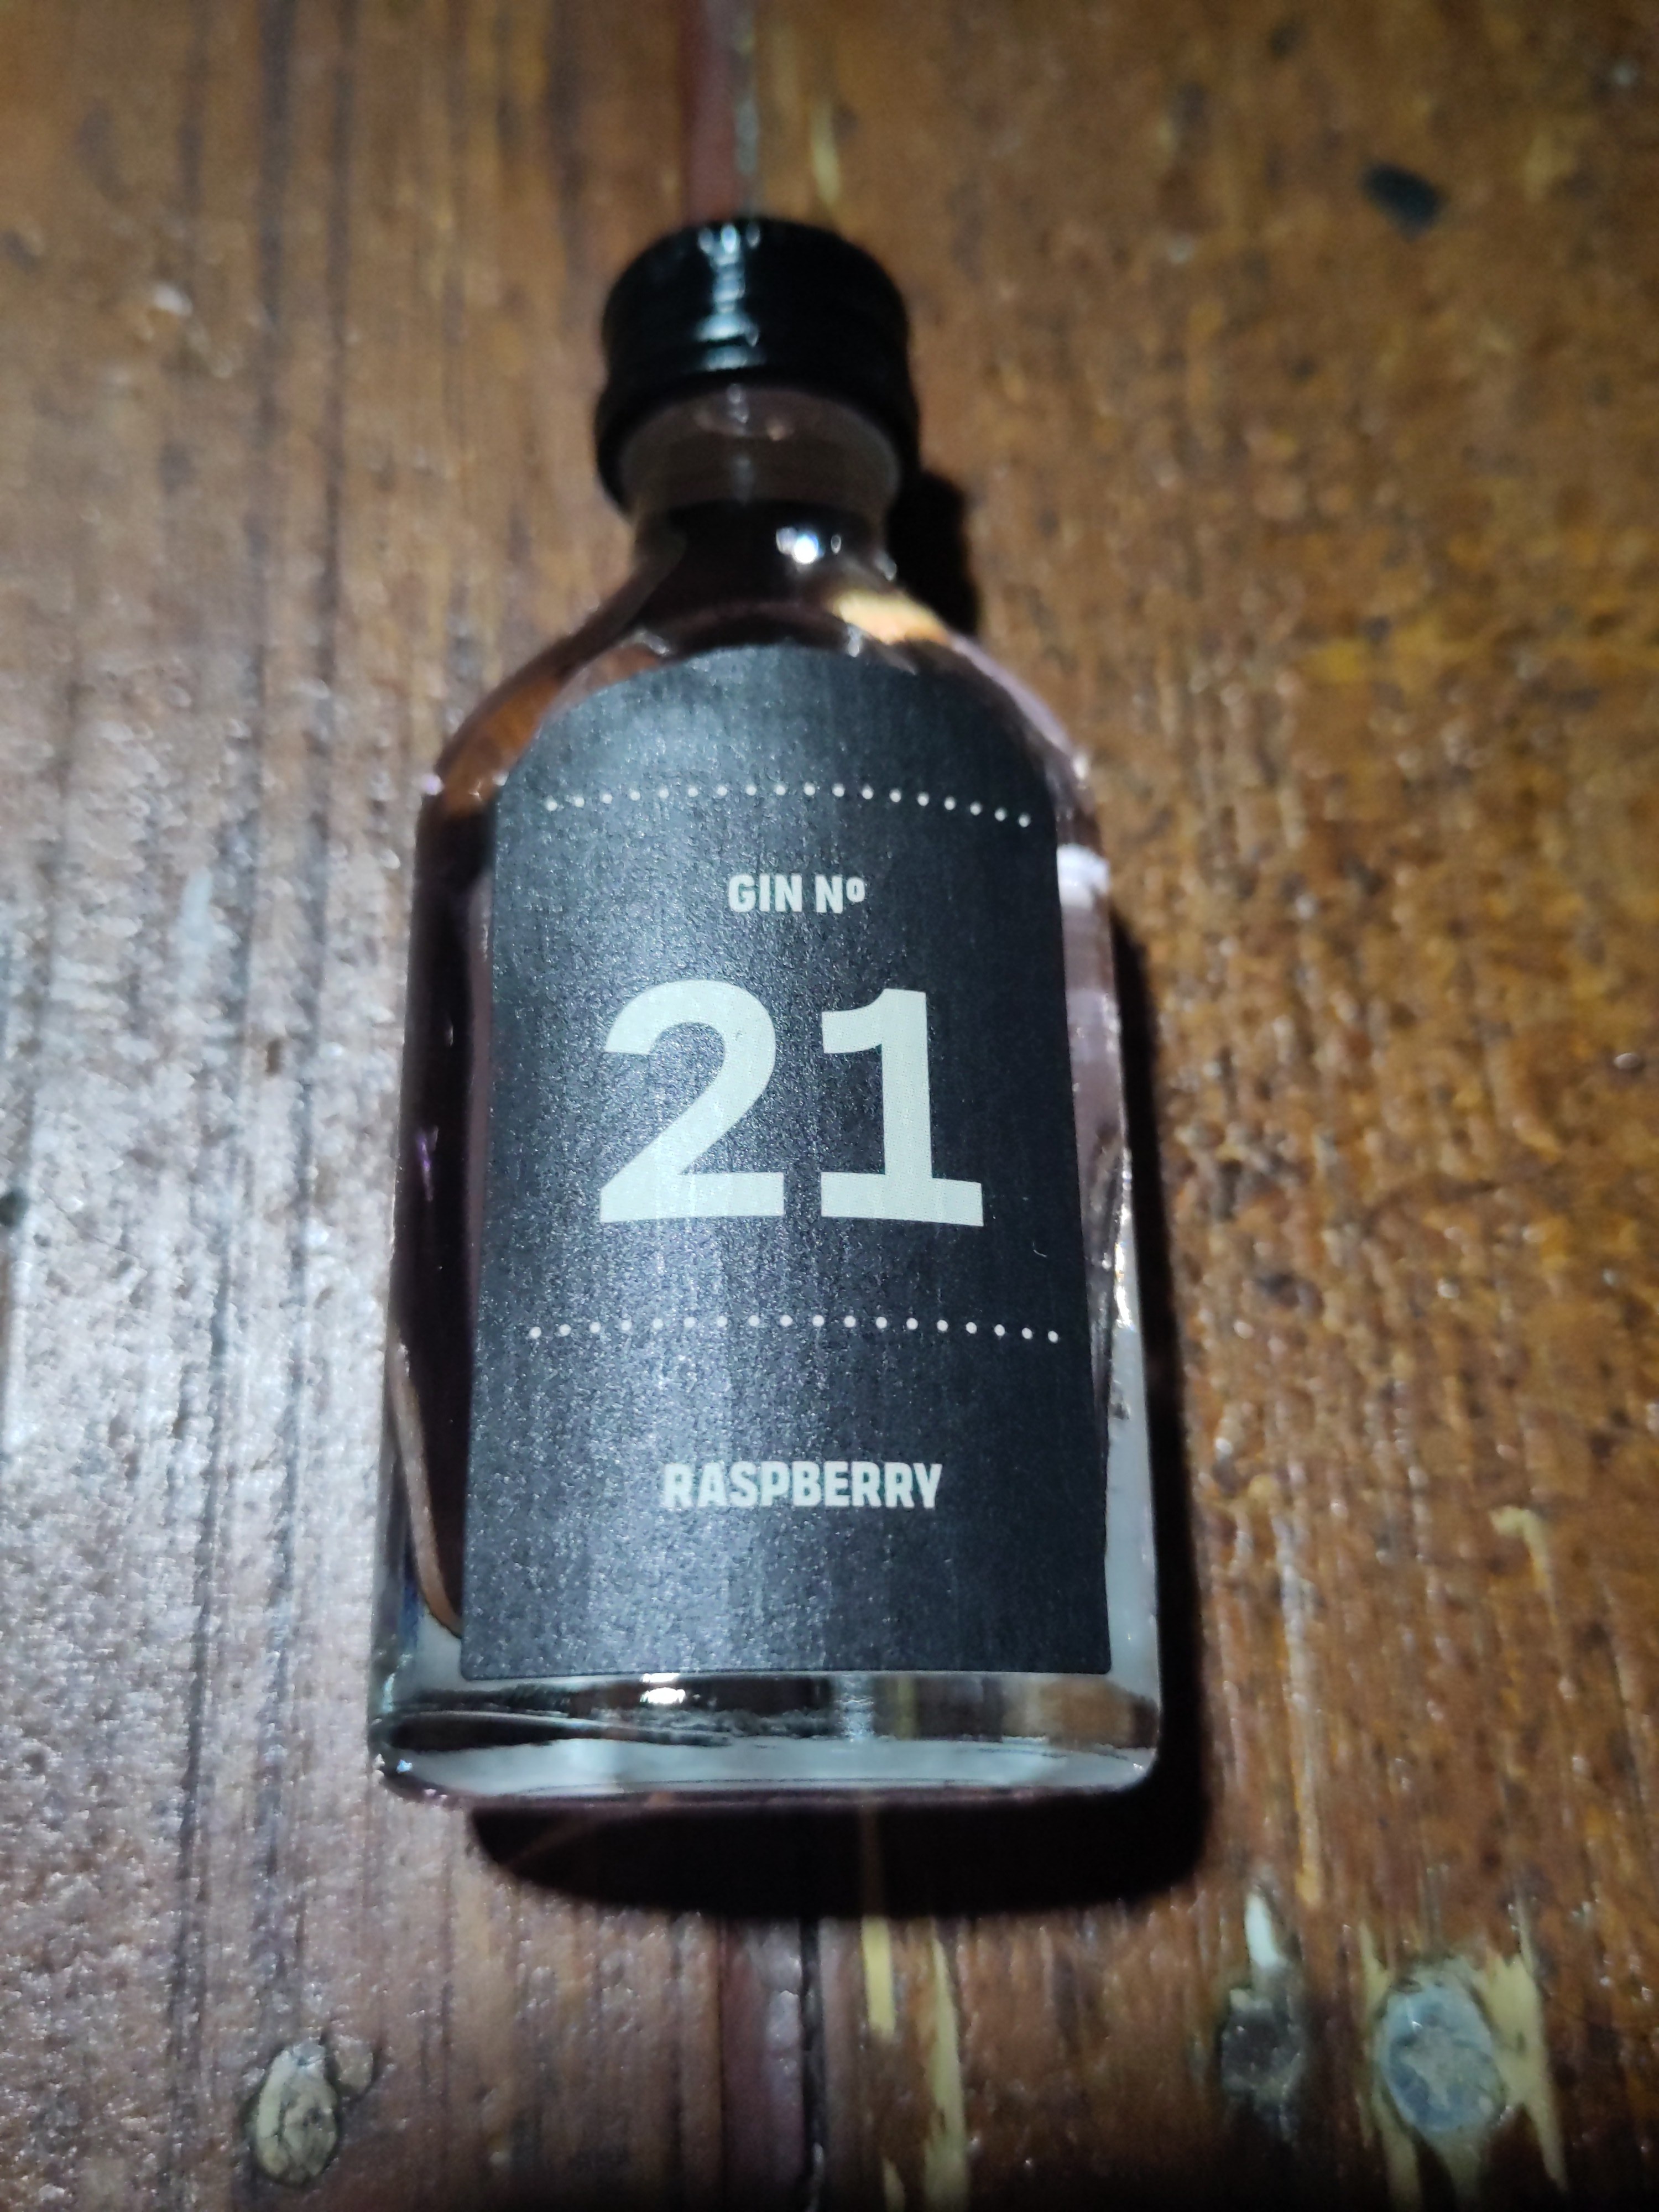 GIN Nº
21
RASPBERRY